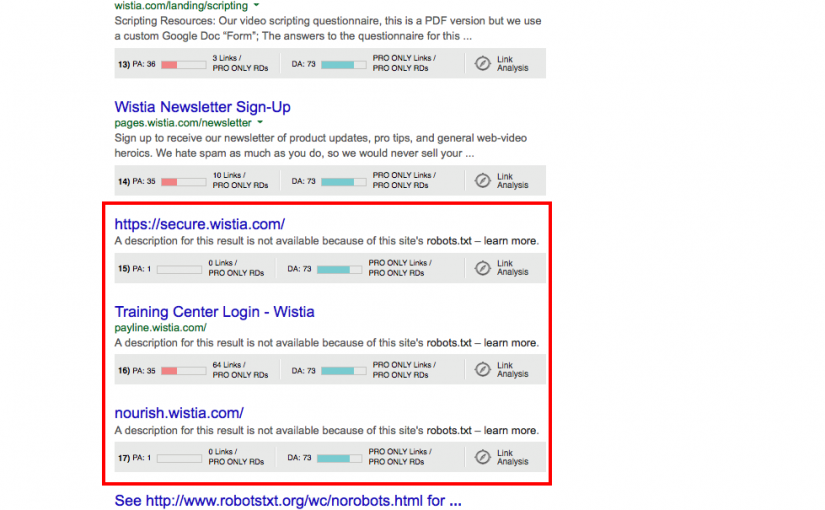 wistia.com/landing/scripting
Scripting Resources: Our video scripting questionnaire, this is a PDF version but we use
a custom Google Doc "Form"; The answers to the questionnaire for this ...
13) PA: 36 3 Links / PRO ONLY RDs DA: 73 PRO ONLY Links / PRO ONLY RDs Link Analysis
Wistia Newsletter Sign-Up
pages.wistia.com/newsletter
Sign up to receive our newsletter of product updates, pro tips, and general web-video
heroics. We hate spam as much as you do, so we would never sell your ...
14) PA: 35 10 Links / PRO ONLY RDs DA: 73 PRO ONLY Links / PRO ONLY RDs Link Analysis
https://secure.wistia.com/
A description for this result is not available because of this site's robots.txt – learn more.
15) PA: 1 0 Links / PRO ONLY RDs DA: 73 PRO ONLY Links / PRO ONLY RDs Link Analysis
Training Center Login - Wistia
payline.wistia.com/
A description for this result is not available because of this site's robots.txt – learn more.
16) PA: 35 64 Links / PRO ONLY RDs DA: 73 PRO ONLY Links / PRO ONLY RDs Link Analysis
nourish.wistia.com/
A description for this result is not available because of this site's robots.txt – learn more.
17) PA: 1 0 Links / PRO ONLY RDs DA: 73 PRO ONLY Links / PRO ONLY RDs Link Analysis
See http://www.robotstxt.org/wc/norobots.html for ...